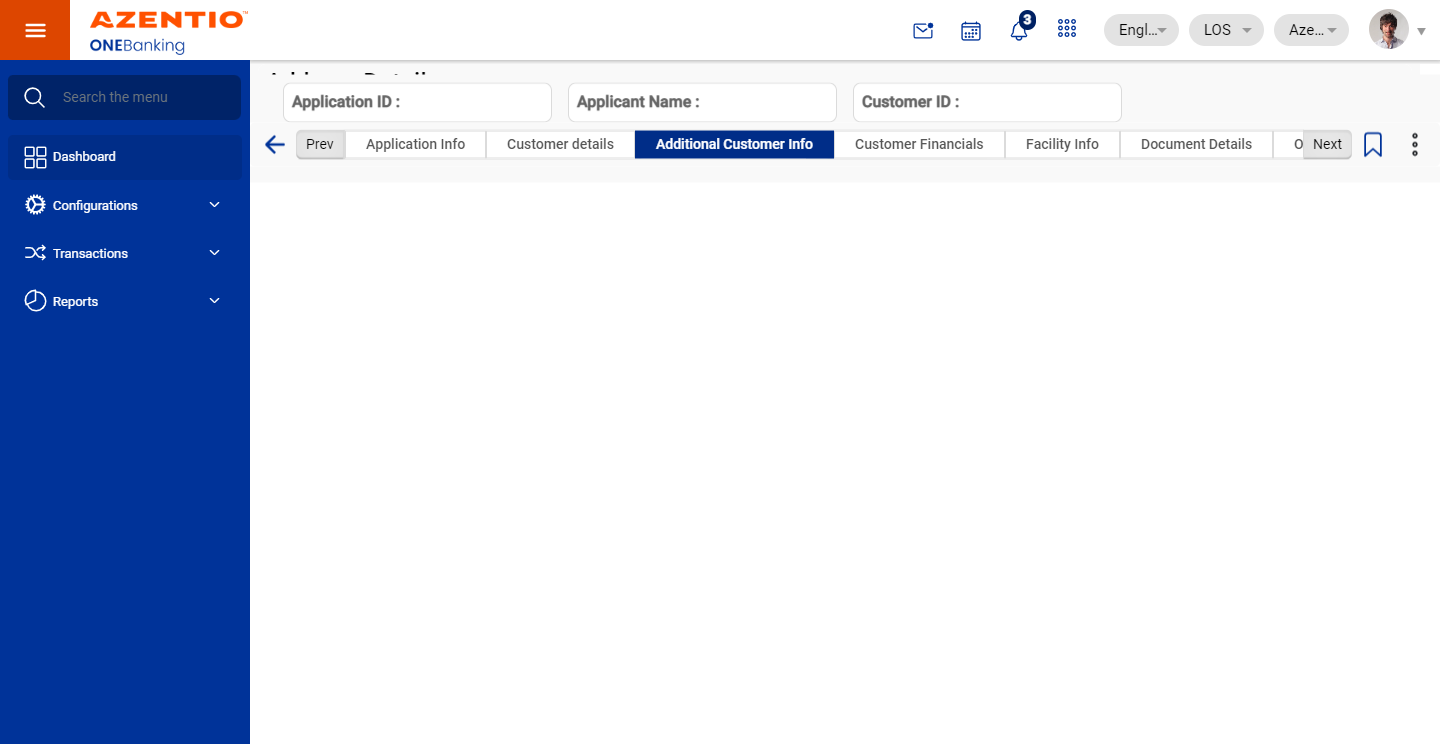 AZENTIO™
ONEBanking
3
Engl...
LOS
Aze...
Search the menu
Dashboard
Configurations
Transactions
Reports
Application ID :
Applicant Name :
Customer ID :
Prev
Application Info
Customer details
Additional Customer Info
Customer Financials
Facility Info
Document Details
O
Next